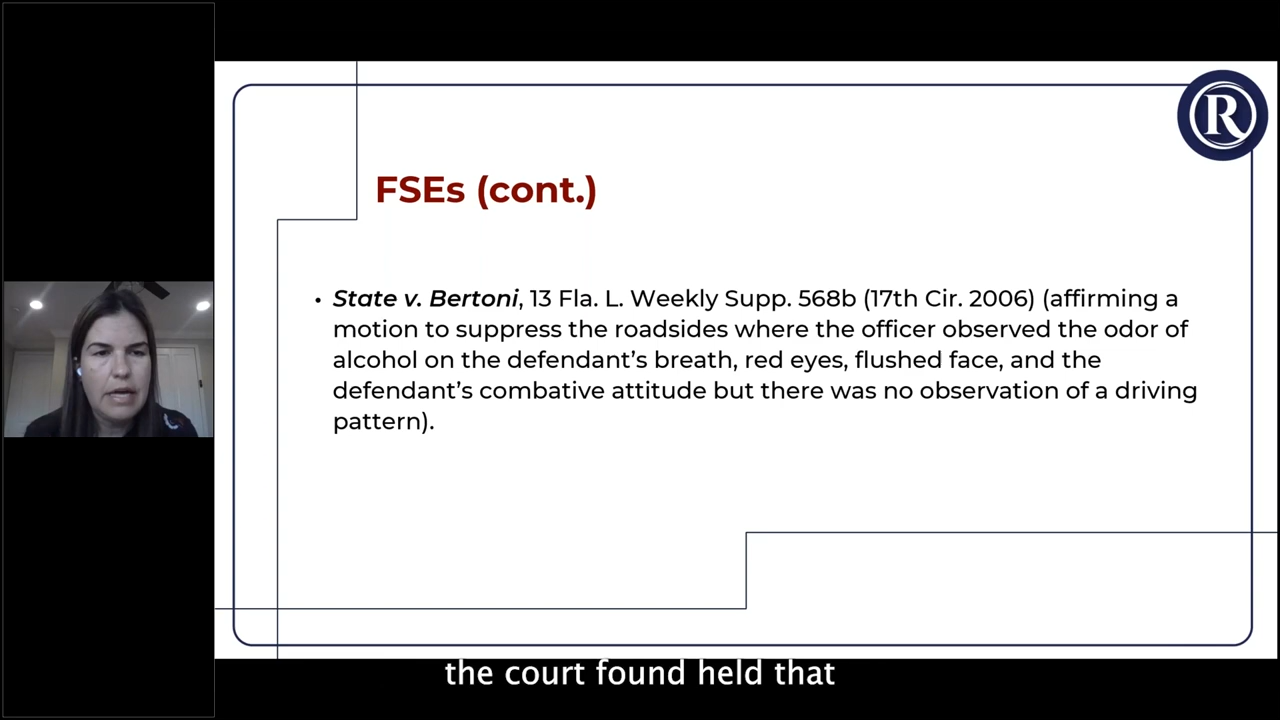 R
FSEs (cont.)
• State v. Bertoni, 13 Fla. L. Weekly Supp. 568b (17th Cir. 2006) (affirming a
motion to suppress the roadsides where the officer observed the odor of
alcohol on the defendant’s breath, red eyes, flushed face, and the
defendant’s combative attitude but there was no observation of a driving
pattern).
the court found held that